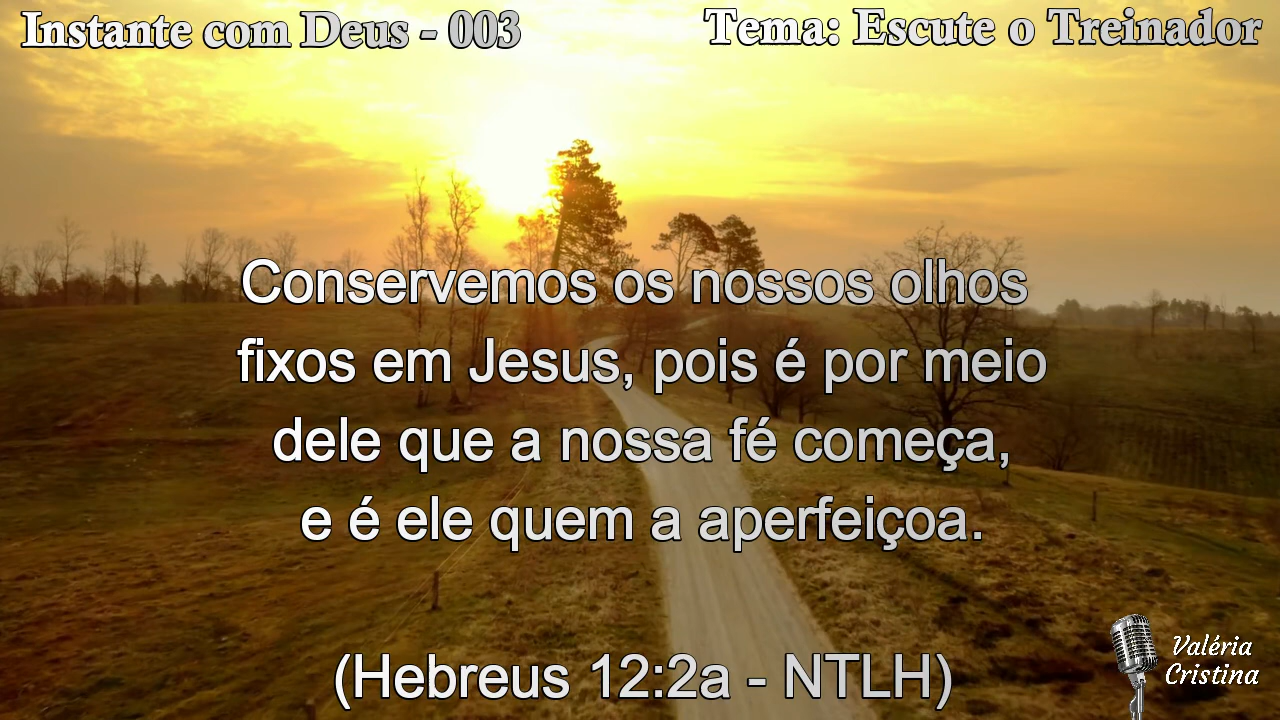 Instante com Deus - 003
Tema: Escute o Treinador
Conservemos os nossos olhos
fixos em Jesus, pois é por meio
dele que a nossa fé começa,
e é ele quem a aperfeiçoa.
(Hebreus 12:2a - NTLH)
Valéria
Cristina